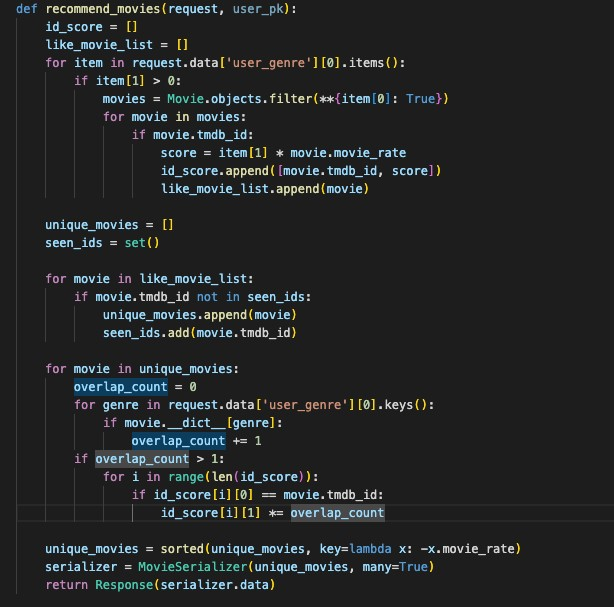 def recommend_movies(request, user_pk):
    id_score = []
    like_movie_list = []
    for item in request.data['user_genre'][0].items():
        if item[1] > 0:
            movies = Movie.objects.filter(**{item[0]: True})
            for movie in movies:
                if movie.tmdb_id:
                    score = item[1] * movie.movie_rate
                    id_score.append([movie.tmdb_id, score])
                    like_movie_list.append(movie)

    unique_movies = []
    seen_ids = set()

    for movie in like_movie_list:
        if movie.tmdb_id not in seen_ids:
            unique_movies.append(movie)
            seen_ids.add(movie.tmdb_id)

    for movie in unique_movies:
        overlap_count = 0
        for genre in request.data['user_genre'][0].keys():
            if movie.__dict__[genre]:
                overlap_count += 1
        if overlap_count > 1:
            for i in range(len(id_score)):
                if id_score[i][0] == movie.tmdb_id:
                    id_score[i][1] *= overlap_count

    unique_movies = sorted(unique_movies, key=lambda x: -x.movie_rate)
    serializer = MovieSerializer(unique_movies, many=True)
    return Response(serializer.data)